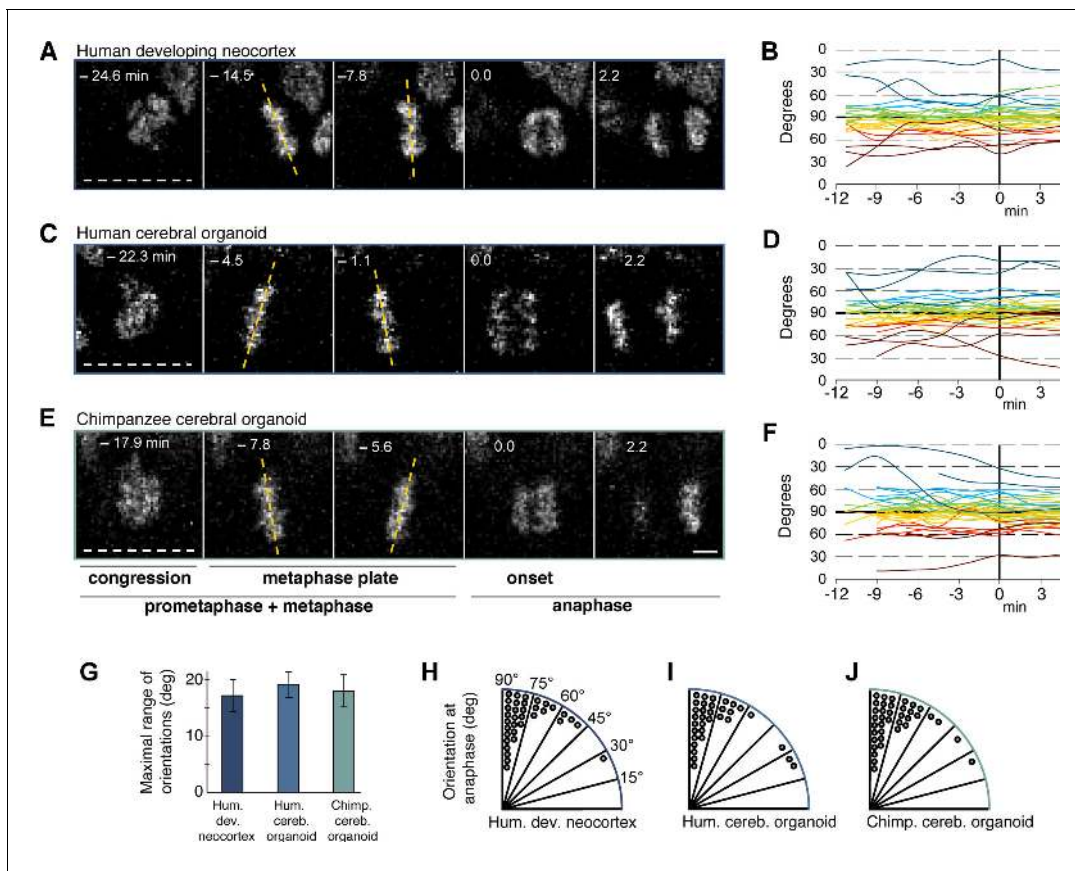 A Human developing neocortex
– 24.6 min
– 14.5
–7.8
0.0
2.2
B
Degrees
0
30
60
90
60
30
0
-12 -9 -6 -3 0 3
min
C Human cerebral organoid
– 22.3 min
– 4.5
– 1.1
0.0
2.2
D
Degrees
0
30
60
90
60
30
0
-12 -9 -6 -3 0 3
min
E Chimpanzee cerebral organoid
– 17.9 min
– 7.8
– 5.6
0.0
2.2
F
Degrees
0
30
60
90
60
30
0
-12 -9 -6 -3 0 3
min
congression metaphase plate onset
prometaphase + metaphase anaphase
G
Maximal range of
orientations (deg)
20
10
0
Hum.
dev.
neocortex
Hum.
cereb.
organoid
Chimp.
cereb.
organoid
H
Orientation at
anaphase (deg)
90°
75°
60°
45°
30°
15°
Hum. dev. neocortex
I
Hum. cereb. organoid
J
Chimp. cereb. organoid